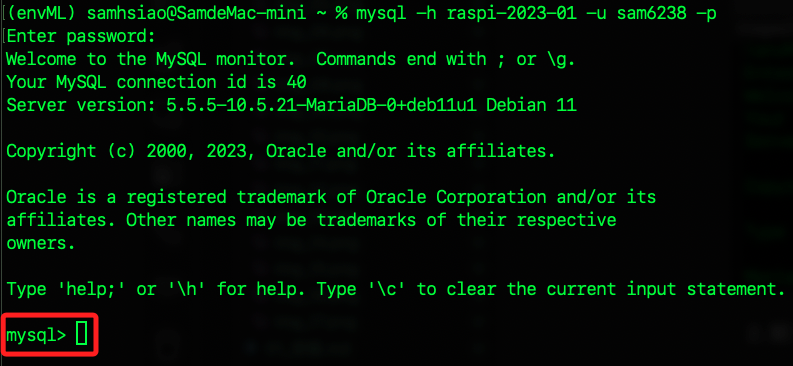 (envML) samhsiao@SamdeMac-mini ~ % mysql -h raspi-2023-01 -u sam6238 -p
Enter password:
Welcome to the MySQL monitor.  Commands end with ; or \g.
Your MySQL connection id is 40
Server version: 5.5.5-10.5.21-MariaDB-0+deb11u1 Debian 11

Copyright (c) 2000, 2023, Oracle and/or its affiliates.

Oracle is a registered trademark of Oracle Corporation and/or its
affiliates. Other names may be trademarks of their respective
owners.

Type 'help;' or '\h' for help. Type '\c' to clear the current input statement.

mysql>